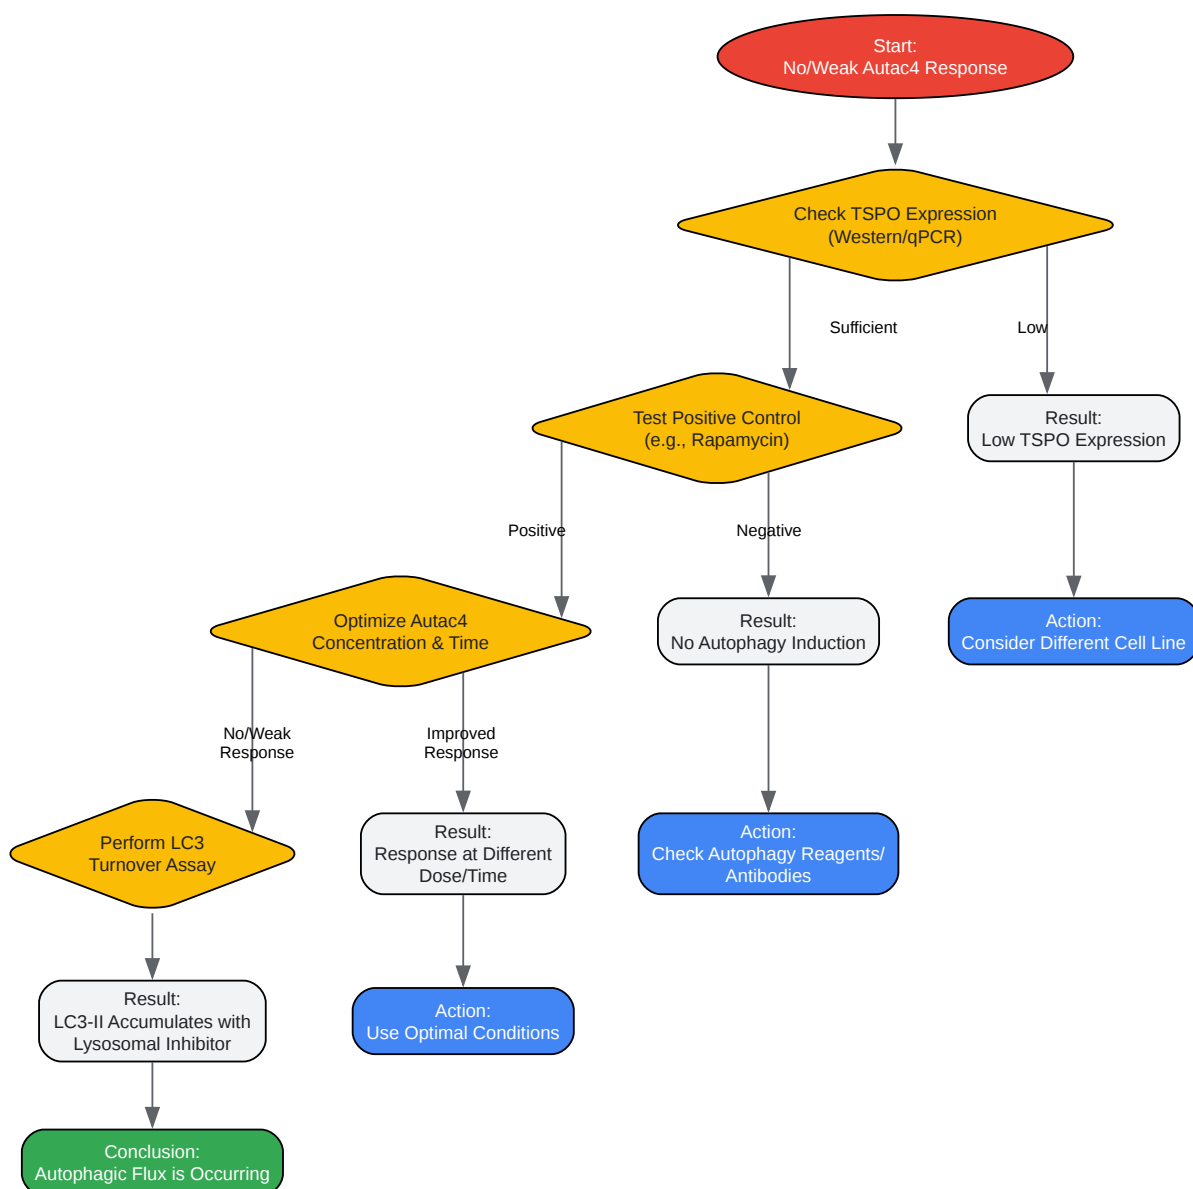 Start:
No/Weak Autac4 Response
Check TSPO Expression
(Western/qPCR)
Sufficient
Low
Test Positive Control
(e.g., Rapamycin)
Result:
Low TSPO Expression
Positive
Negative
Optimize Autac4
Concentration & Time
Result:
No Autophagy Induction
Action:
Consider Different Cell Line
No/Weak
Response
Improved
Response
Perform LC3
Turnover Assay
Result:
Response at Different
Dose/Time
Action:
Check Autophagy Reagents/
Antibodies
Result:
LC3-II Accumulates with
Lysosomal Inhibitor
Action:
Use Optimal Conditions
Conclusion:
Autophagic Flux is Occurring